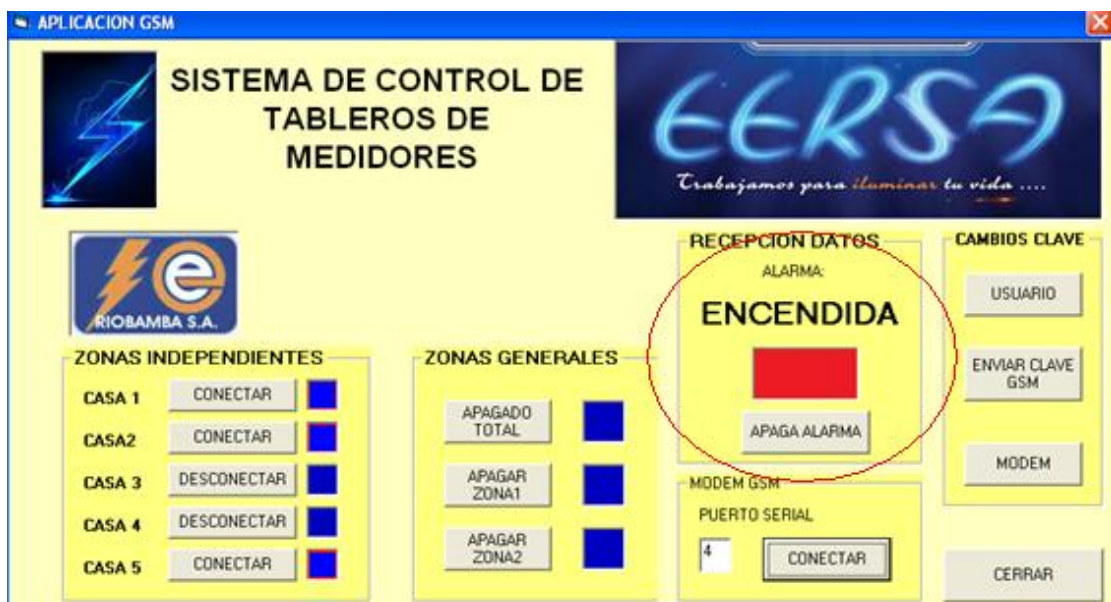 APLICACION GSM
SISTEMA DE CONTROL DE
TABLEROS DE
MEDIDORES
EERSA
Trabajamos para iluminar tu vida ....
e
RIOBAMBA S.A.
ZONAS INDEPENDIENTES
CASA 1 CONECTAR
CASA2 CONECTAR
CASA 3 DESCONECTAR
CASA 4 DESCONECTAR
CASA 5 CONECTAR
ZONAS GENERALES
APAGADO
TOTAL
APAGAR
ZONA1
APAGAR
ZONA2
RECEPCION DATOS
ALARMA:
ENCENDIDA
APAGA ALARMA
MODEM GSM
PUERTO SERIAL
4 CONECTAR
CAMBIOS CLAVE
USUARIO
ENVIAR CLAVE
GSM
MODEM
CERRAR